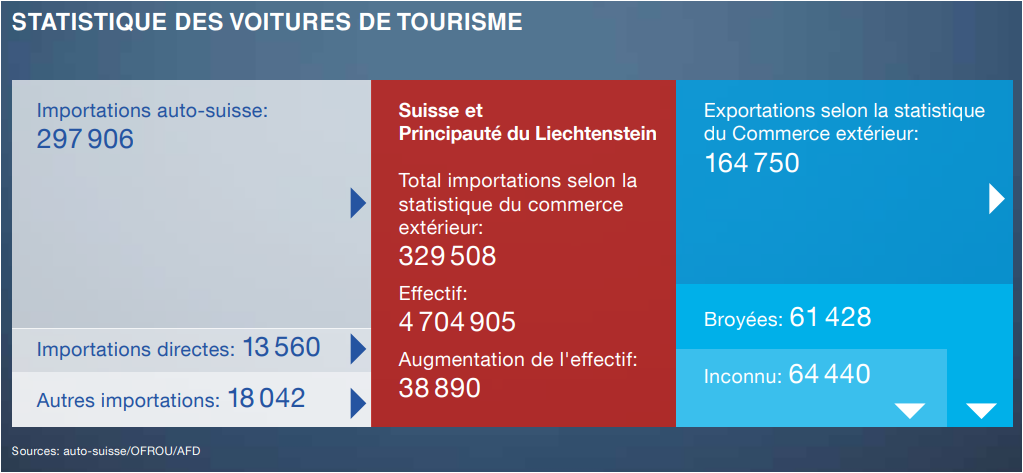 STATISTIQUE DES VOITURES DE TOURISME
Importations auto-suisse:
297 906
Importations directes: 13 560
Autres importations: 18 042
Suisse et
Principauté du Liechtenstein
Total importations selon la
statistique du commerce
extérieur:
329 508
Effectif:
4 704 905
Augmentation de l'effectif:
38 890
Exportations selon la statistique
du Commerce extérieur:
164 750
Broyées: 61 428
Inconnu: 64 440
Sources: auto-suisse/OFROU/AFD